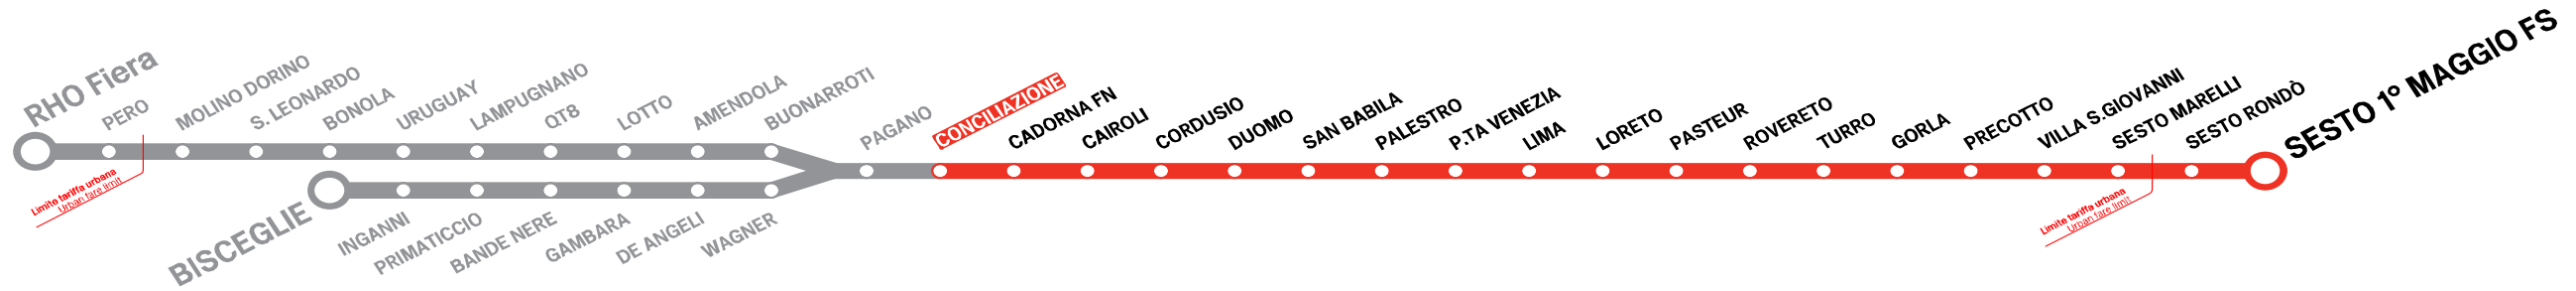 RHO Fiera
PERO
MOLINO DORINO
S. LEONARDO
BONOLA
URUGUAY
LAMPUGNANO
QT8
LOTTO
AMENDOLA
BUONARROTI
PAGANO
CONCILIAZIONE
CADORNA FN
CAIROLI
CORDUSIO
DUOMO
SAN BABILA
PALESTRO
P.TA VENEZIA
LIMA
LORETO
PASTEUR
ROVERETO
TURRO
GORLA
PRECOTTO
VILLA S.GIOVANNI
SESTO MARELLI
SESTO RONDÒ
SESTO 1° MAGGIO FS
Limite tariffa urbana
Urban fare limit
BISCEGLIE
INGANNI
PRIMATICCIO
BANDE NERE
GAMBARA
DE ANGELI
WAGNER
Limite tariffa urbana
Urban fare limit